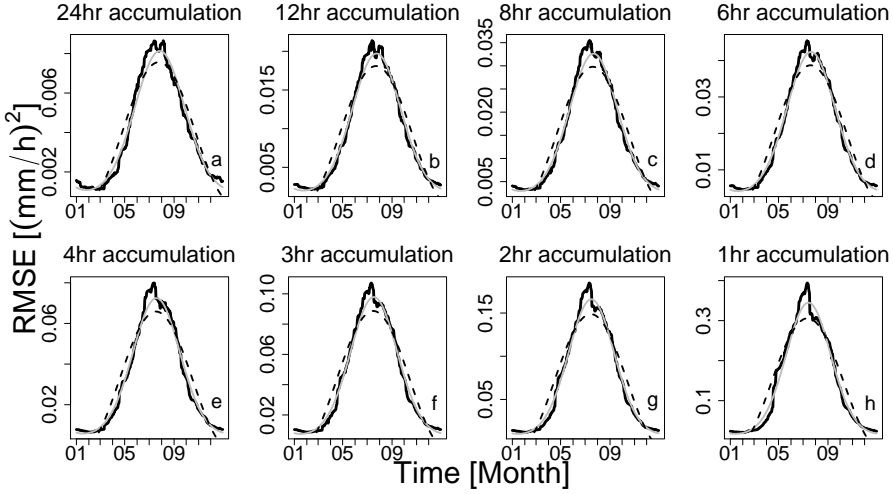 24hr accumulation 12hr accumulation 8hr accumulation 6hr accumulation
0.002 0.006
a
01 05 09
0.005 0.015
b
01 05 09
0.005 0.020 0.035
c
01 05 09
0.01 0.03
d
01 05 09
RMSE [(mm/h)²]
4hr accumulation 3hr accumulation 2hr accumulation 1hr accumulation
0.02 0.06
e
01 05 09
0.02 0.06 0.10
f
01 05 09
0.05 0.15
g
01 05 09
0.1 0.3
h
01 05 09
Time [Month]